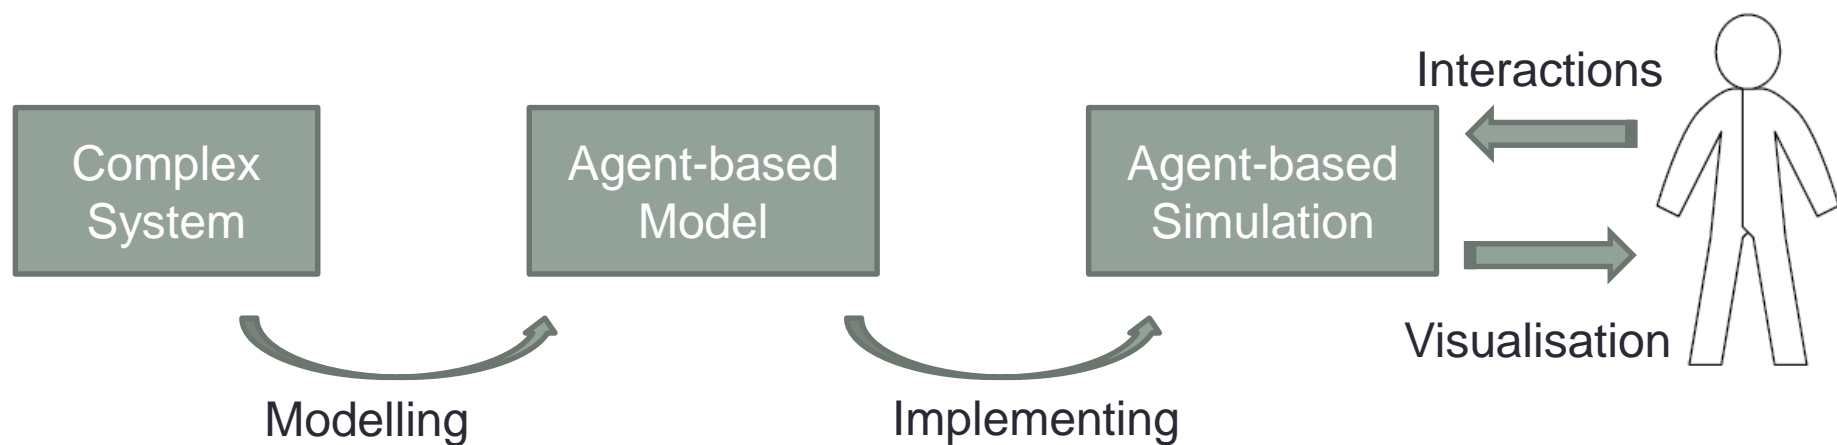 Complex
System
Agent-based
Model
Agent-based
Simulation
Interactions
Visualisation
Modelling
Implementing